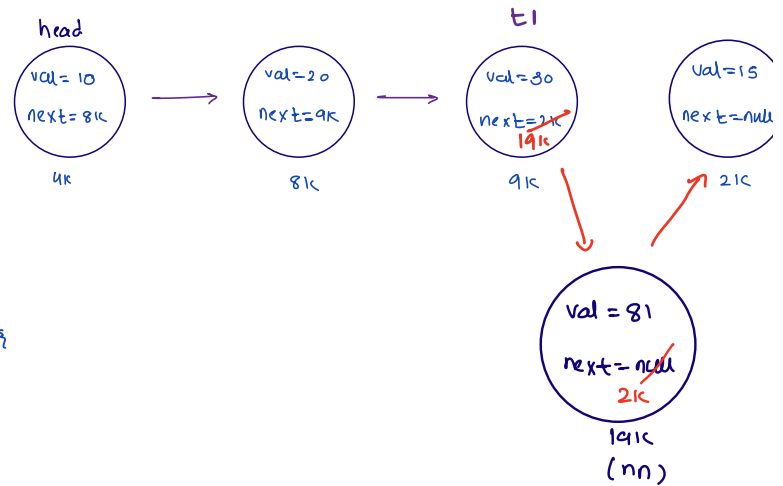 head
val= 10
next= 8k
4k
val=20
next=9k
8k
t1
val=30
next=2k
19k
9k
val=15
next=null
21k
val = 81
next=null
2k
19k
(nn)